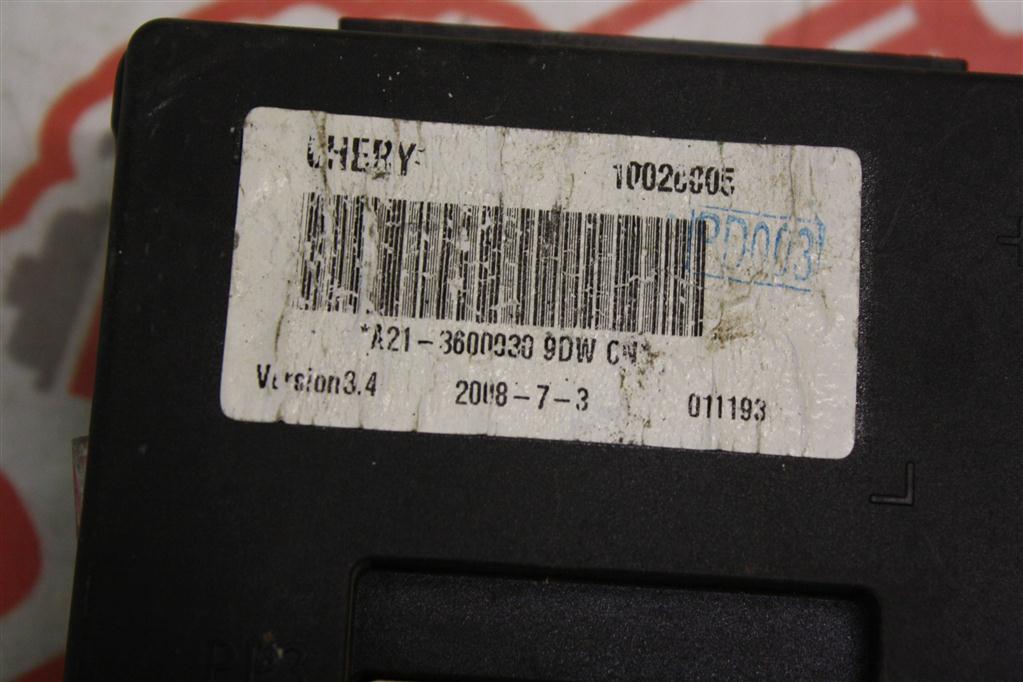 CHERY
10020005
PD003
*A21-3600030 9DW CN*
Version3.4 2008-7-3 011193